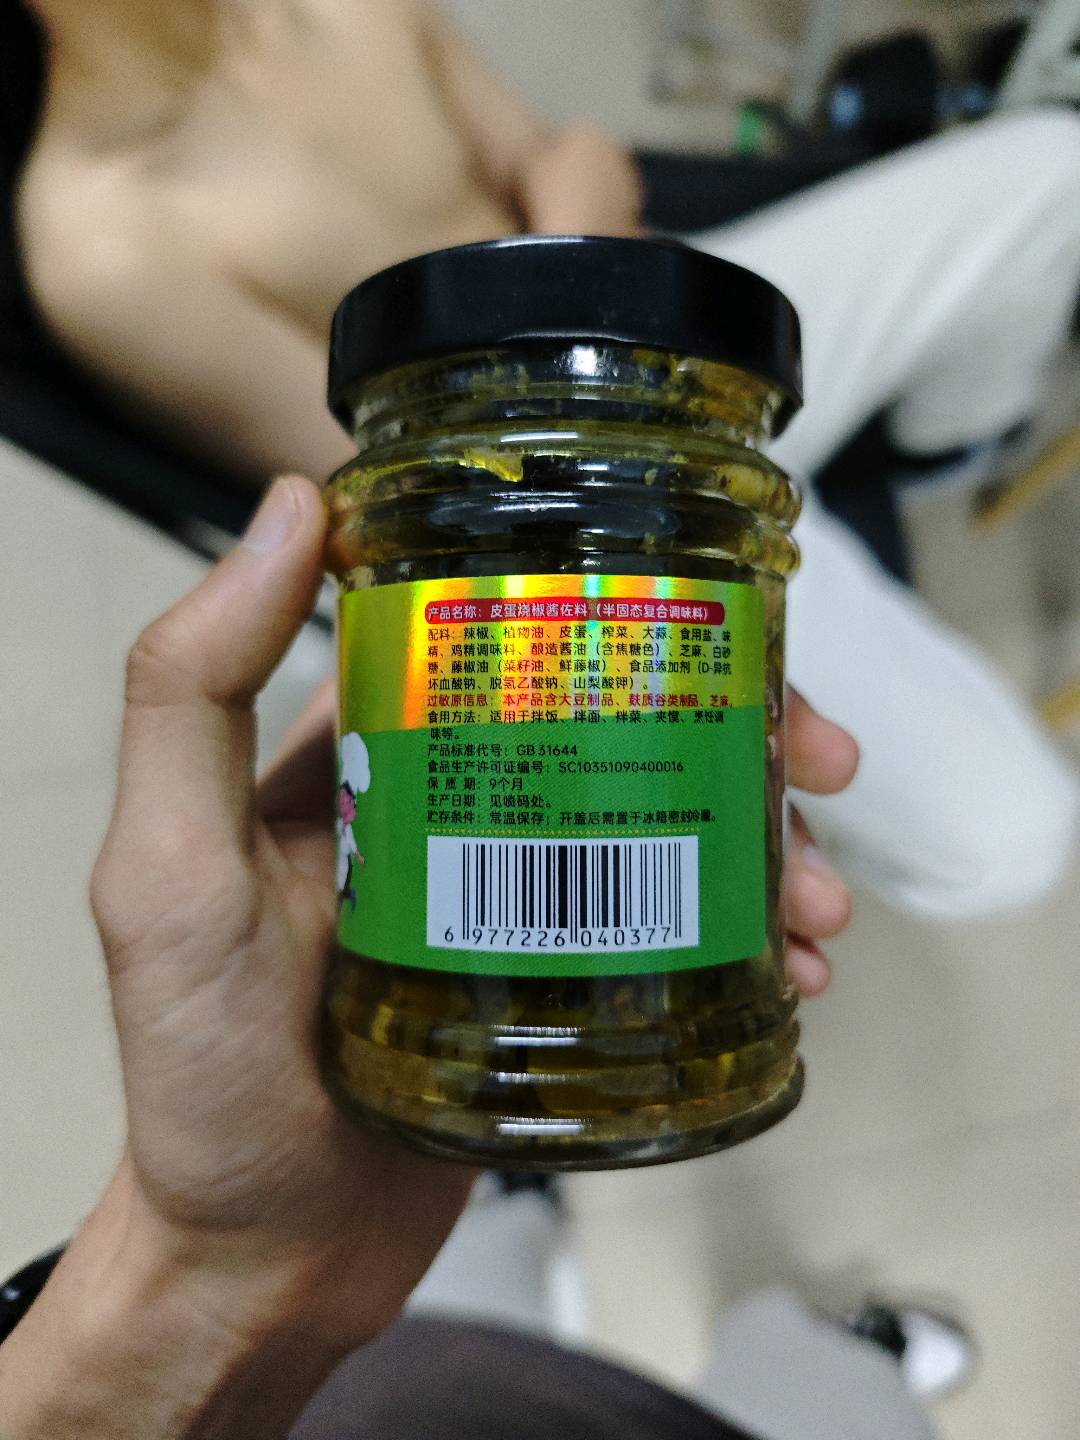 产品名称：皮蛋烧椒酱佐料（半固态复合调味料）
配料：辣椒、植物油、皮蛋、榨菜、大蒜、食用盐、味
精、鸡精调味料、酿造酱油（含焦糖色）、芝麻、白砂
糖、藤椒油（菜籽油、鲜藤椒）、食品添加剂（D-异抗
坏血酸钠、脱氢乙酸钠、山梨酸钾）。
过敏原信息：本产品含大豆制品、麸质谷类制品、芝麻。
食用方法：适用于拌饭、拌面、拌菜、夹馍、烹饪调
味等。
产品标准代号：GB 31644
食品生产许可证编号：SC10351090400016
保 质 期：9个月
生产日期：见喷码处。
贮存条件：常温保存；开盖后需置于冰箱密封冷藏。
6 977226 040377